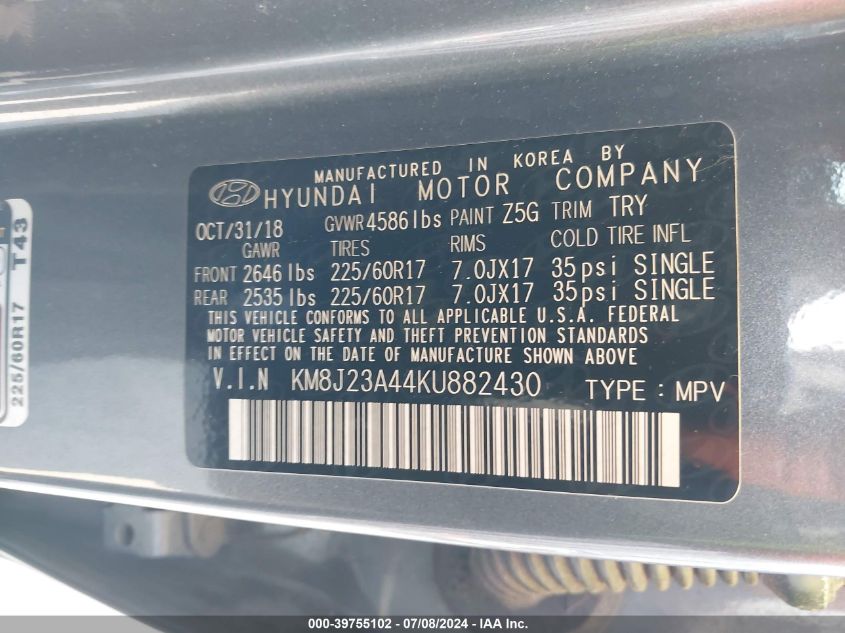 MANUFACTURED IN KOREA BY
HYUNDAI MOTOR COMPANY
OCT/31/18 GVWR 4586 lbs PAINT Z5G TRIM TRY
GAWR TIRES RIMS COLD TIRE INFL
FRONT 2646 lbs 225/60R17 7.0JX17 35psi SINGLE
REAR 2535 lbs 225/60R17 7.0JX17 35psi SINGLE
THIS VEHICLE CONFORMS TO ALL APPLICABLE U.S.A. FEDERAL
MOTOR VEHICLE SAFETY AND THEFT PREVENTION STANDARDS
IN EFFECT ON THE DATE OF MANUFACTURE SHOWN ABOVE
V.I.N KM8J23A44KU882430 TYPE : MPV
225/60R17 T43
000-39755102 / 07/08/2024 / IAA, Inc.